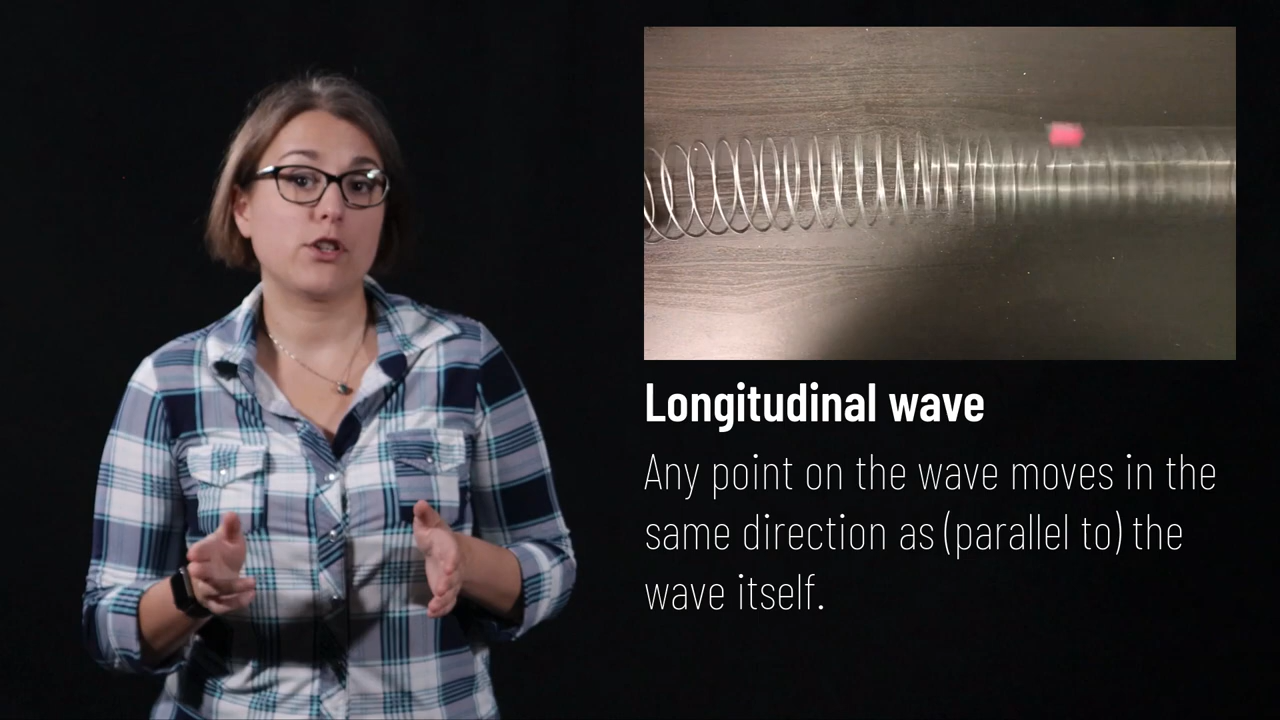 Longitudinal wave
Any point on the wave moves in the
same direction as (parallel to) the
wave itself.